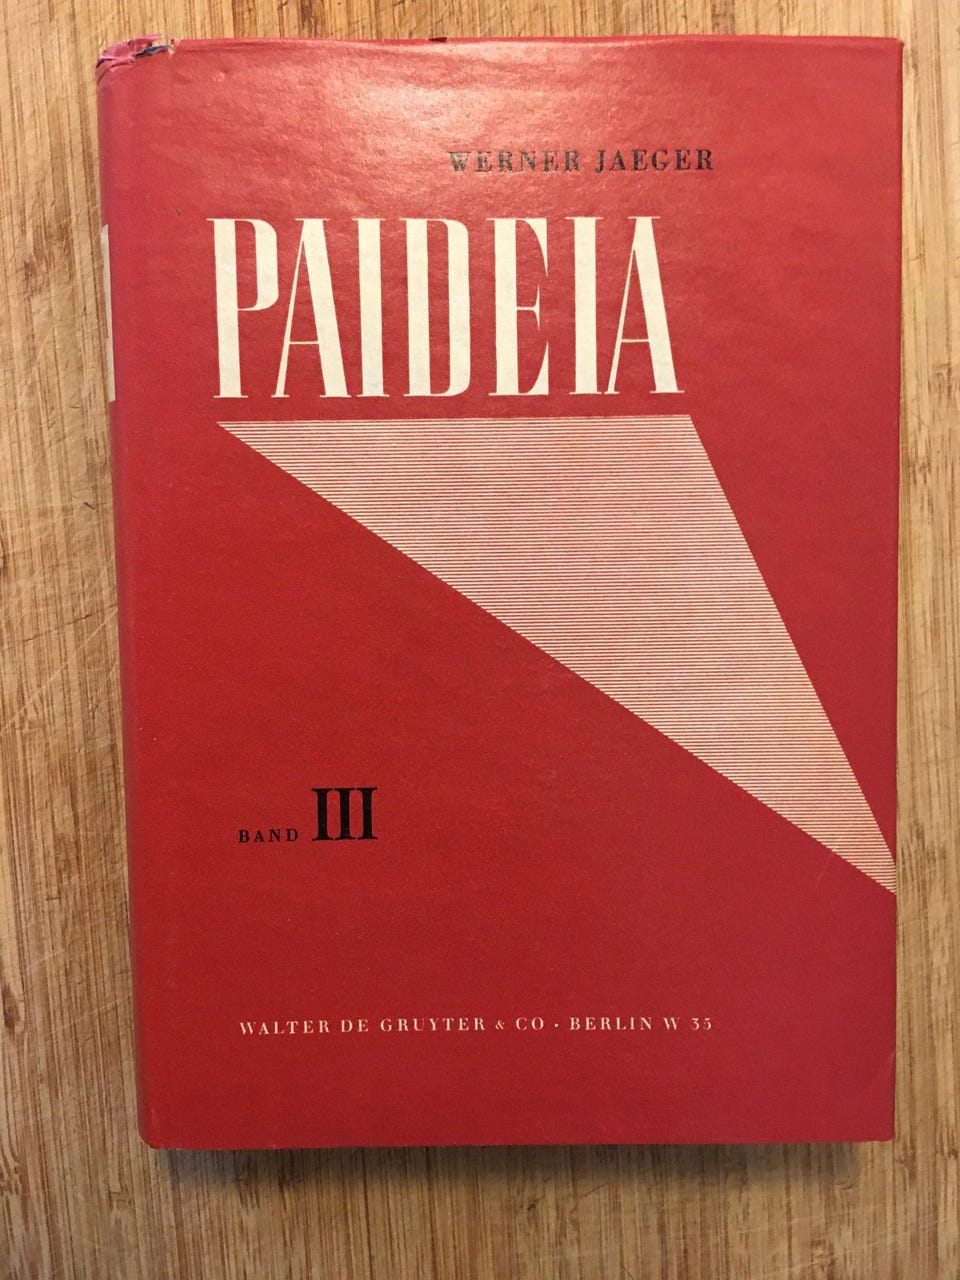 WERNER JAEGER
PAIDEIA
BAND III
WALTER DE GRUYTER & CO · BERLIN W 35